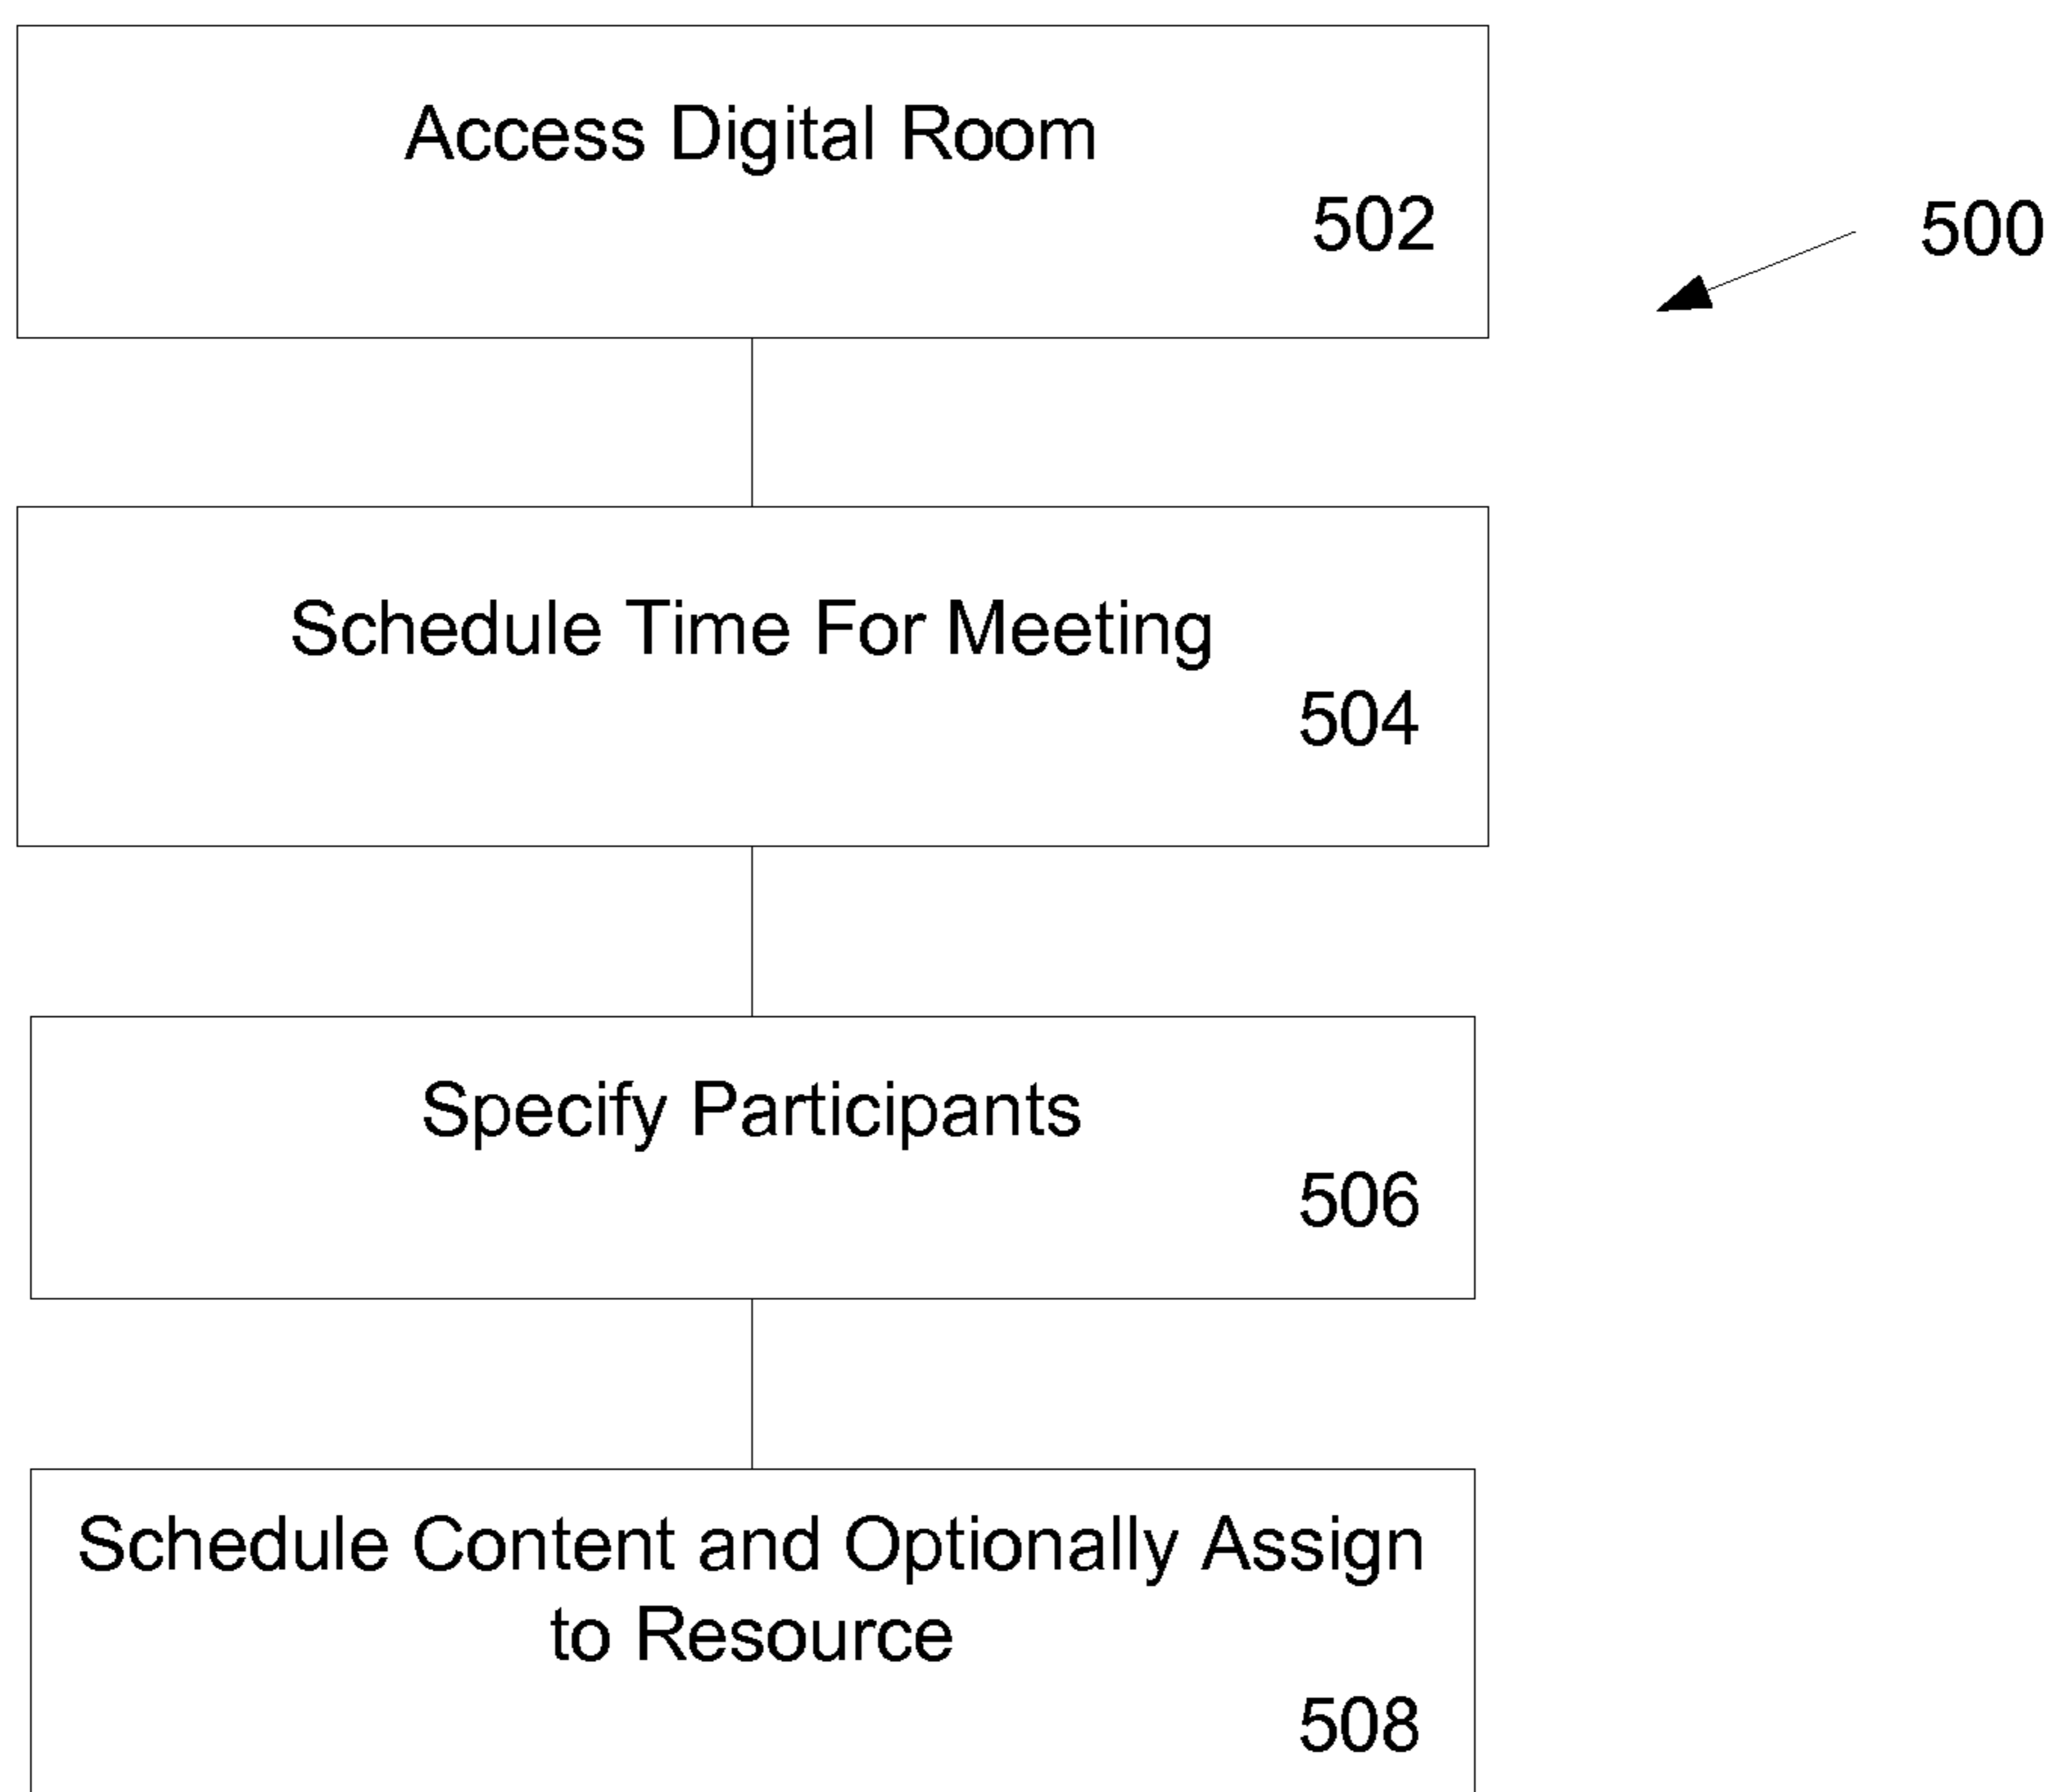 Access Digital Room
502
500
Schedule Time For Meeting
504
Specify Participants
506
Schedule Content and Optionally Assign
to Resource
508